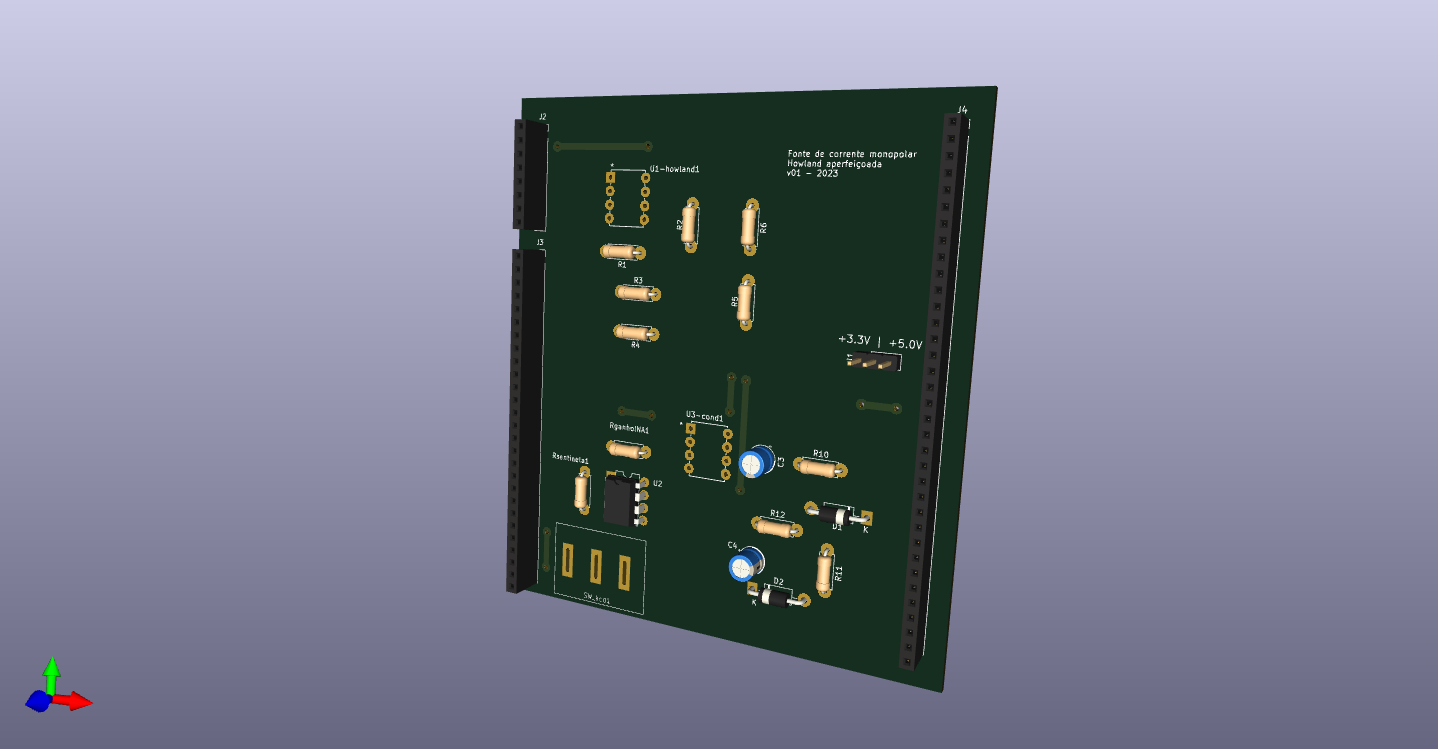 J2
J4
Fonte de corrente monopolar
Howland aperfeiçoada
v01 - 2023
*
U1-howland1
R2
R6
J3
R1
R3
R5
R4
+3.3V | +5.0V
J1
U3-cond1
*
RganhoINA1
Rsentinela1
C3
R10
U2
R12
D1
K
C4
R11
D2
K
SW_kcd1